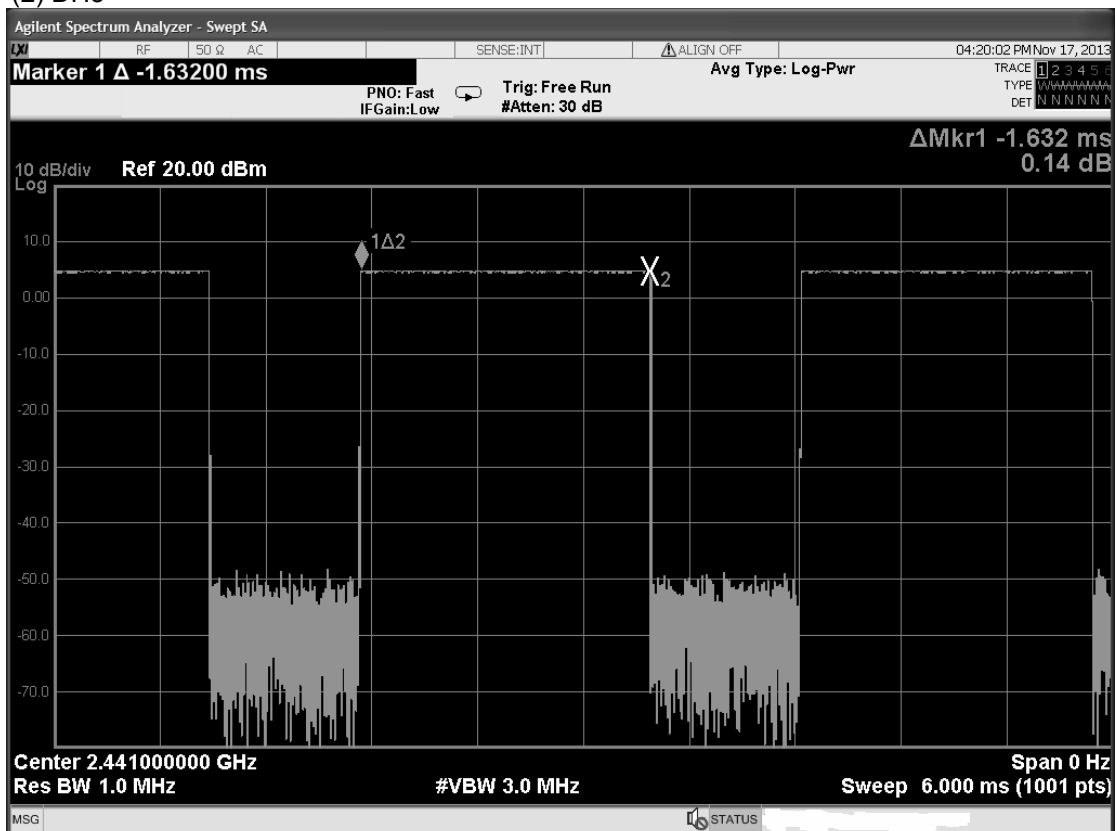 Agilent Spectrum Analyzer - Swept SA
LXI RF 50 Ω AC SENSE:INT ⚠ALIGN OFF 04:20:02 PM Nov 17, 2013
Marker 1 Δ -1.63200 ms
PNO: Fast
IFGain:Low
Trig: Free Run
#Atten: 30 dB
Avg Type: Log-Pwr
TRACE 1 2 3 4 5 6
TYPE
DET N N N N N N
ΔMkr1 -1.632 ms
0.14 dB
10 dB/div Ref 20.00 dBm
Log
10.0
1Δ2
2
0.00
-10.0
-20.0
-30.0
-40.0
-50.0
-60.0
-70.0
Center 2.441000000 GHz Span 0 Hz
Res BW 1.0 MHz #VBW 3.0 MHz Sweep 6.000 ms (1001 pts)
MSG STATUS